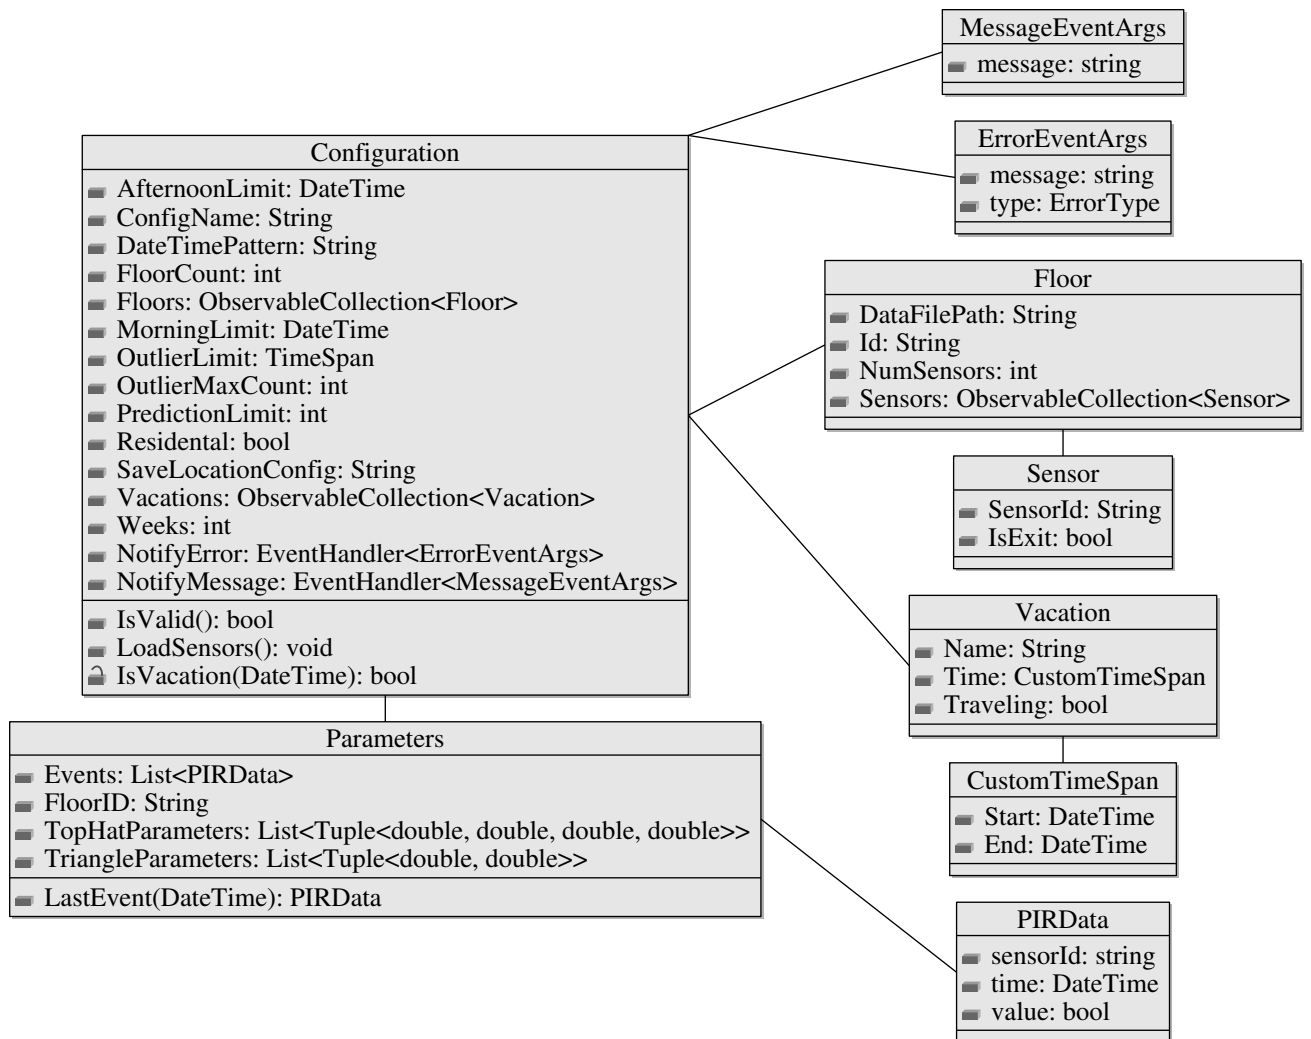 MessageEventArgs
message: string
ErrorEventArgs
message: string
type: ErrorType
Configuration
AfternoonLimit: DateTime
ConfigName: String
DateTimePattern: String
FloorCount: int
Floors: ObservableCollection<Floor>
MorningLimit: DateTime
OutlierLimit: TimeSpan
OutlierMaxCount: int
PredictionLimit: int
Residental: bool
SaveLocationConfig: String
Vacations: ObservableCollection<Vacation>
Weeks: int
NotifyError: EventHandler<ErrorEventArgs>
NotifyMessage: EventHandler<MessageEventArgs>
IsValid(): bool
LoadSensors(): void
IsVacation(DateTime): bool
Floor
DataFilePath: String
Id: String
NumSensors: int
Sensors: ObservableCollection<Sensor>
Sensor
SensorId: String
IsExit: bool
Vacation
Name: String
Time: CustomTimeSpan
Traveling: bool
CustomTimeSpan
Start: DateTime
End: DateTime
Parameters
Events: List<PIRData>
FloorID: String
TopHatParameters: List<Tuple<double, double, double, double>>
TriangleParameters: List<Tuple<double, double>>
LastEvent(DateTime): PIRData
PIRData
sensorId: string
time: DateTime
value: bool